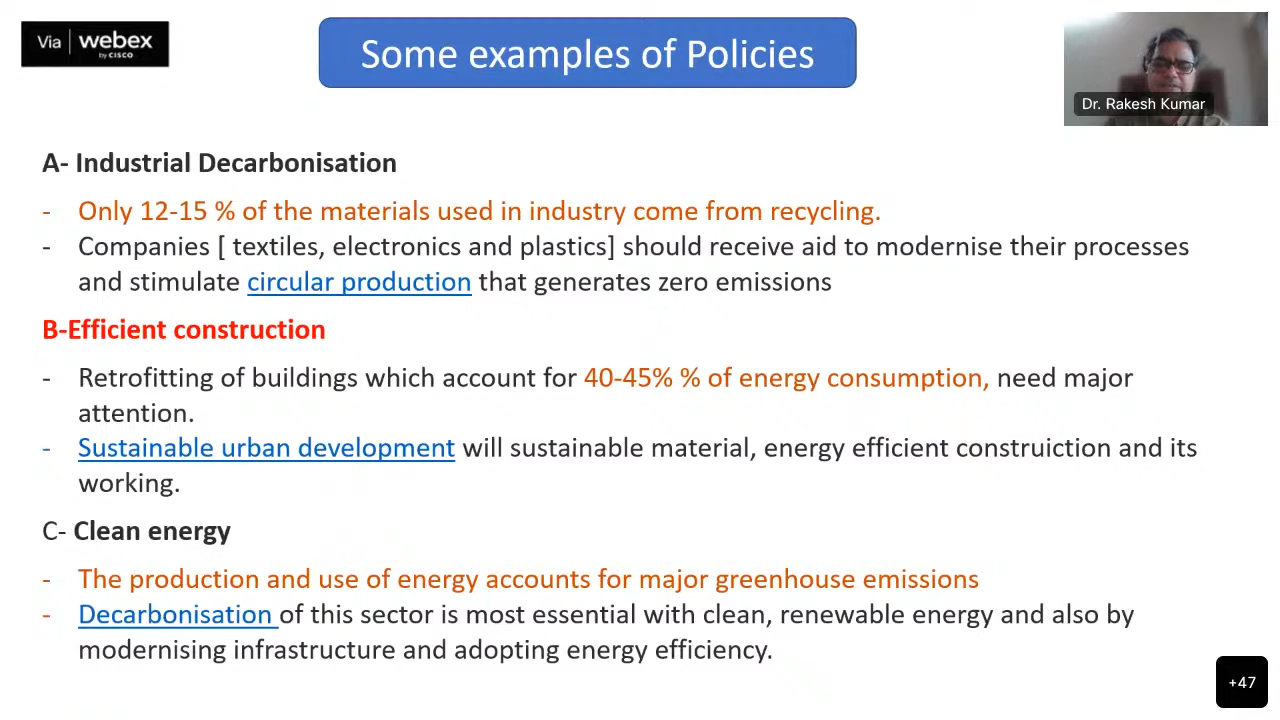 Via | webex
by CISCO
Some examples of Policies
Dr. Rakesh Kumar
A- Industrial Decarbonisation
- Only 12-15 % of the materials used in industry come from recycling.
- Companies [ textiles, electronics and plastics] should receive aid to modernise their processes
and stimulate circular production that generates zero emissions
B-Efficient construction
- Retrofitting of buildings which account for 40-45% % of energy consumption, need major
attention.
- Sustainable urban development will sustainable material, energy efficient construiction and its
working.
C- Clean energy
- The production and use of energy accounts for major greenhouse emissions
- Decarbonisation of this sector is most essential with clean, renewable energy and also by
modernising infrastructure and adopting energy efficiency.
+47